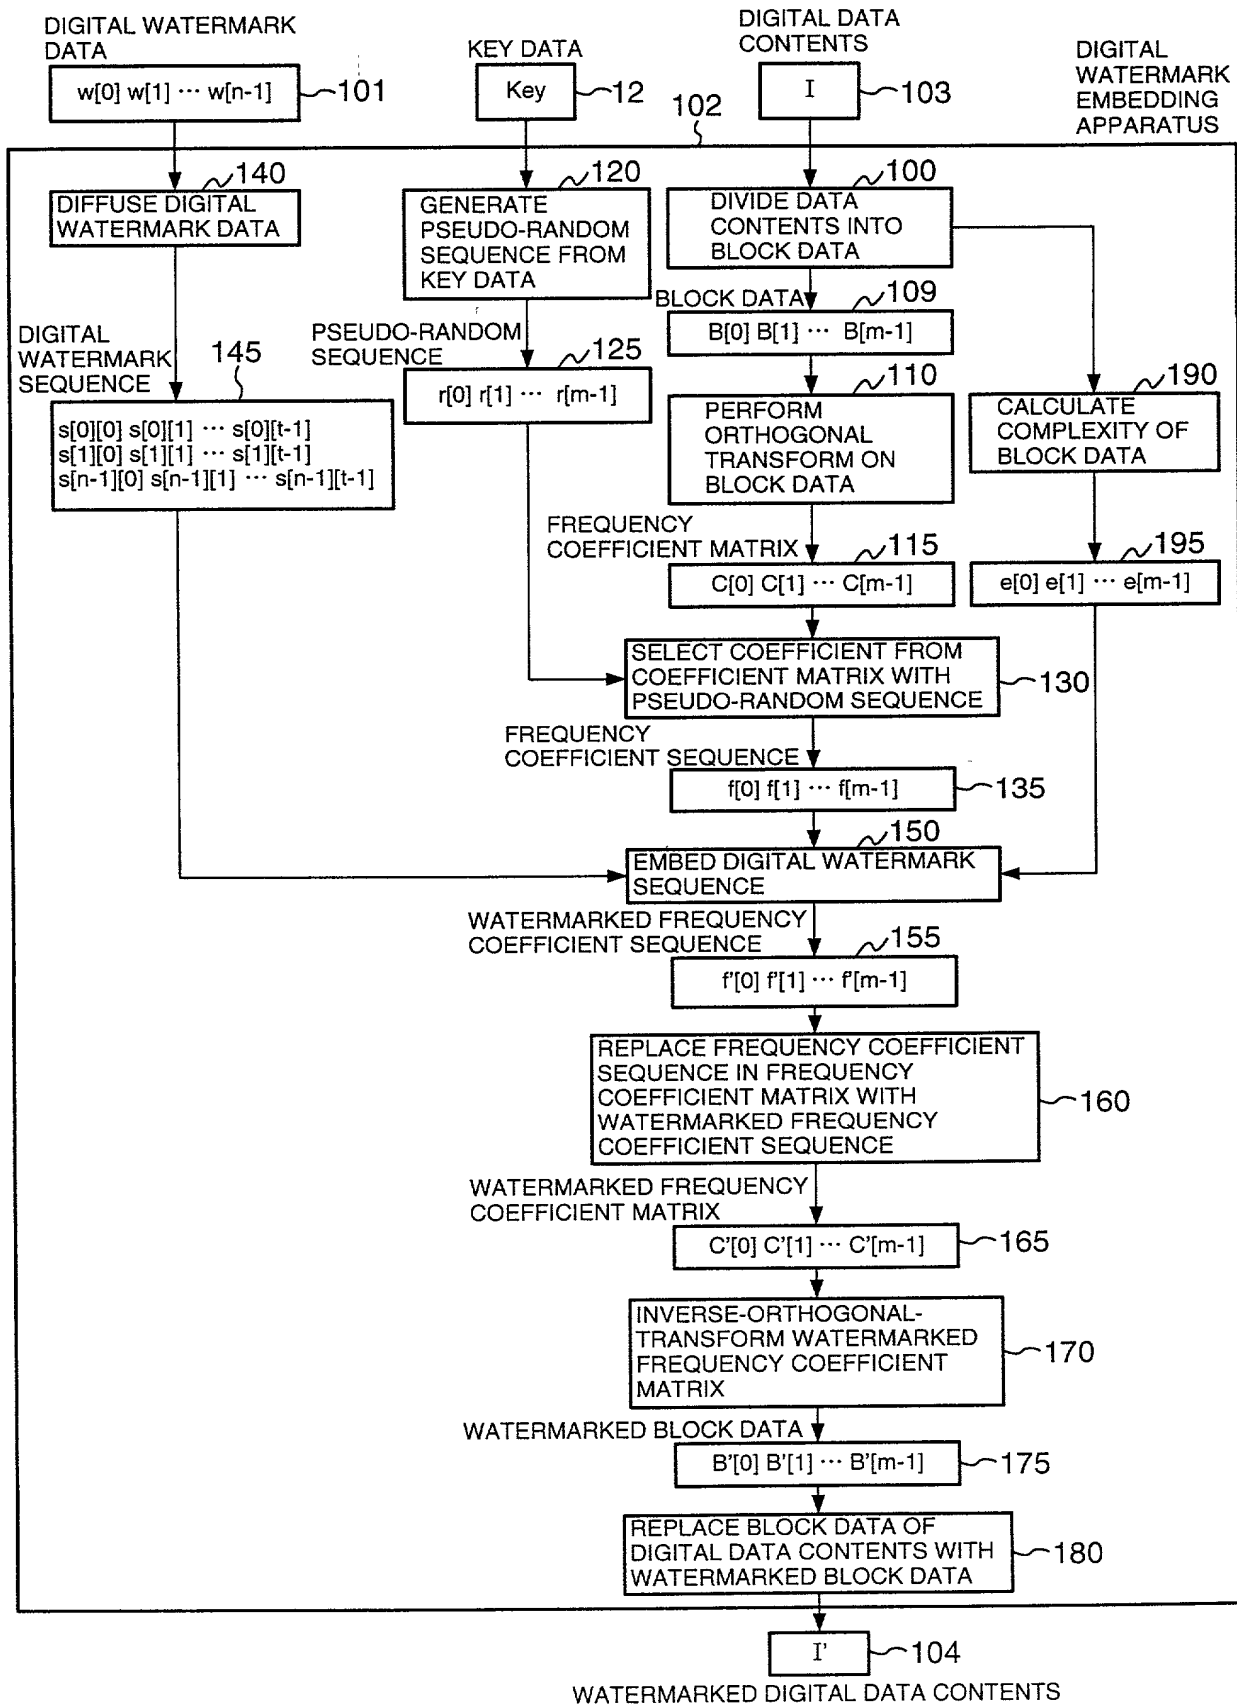 DIGITAL WATERMARK
DATA
w[0] w[1] ··· w[n-1]
101
KEY DATA
Key
12
DIGITAL DATA
CONTENTS
I
103
DIGITAL
WATERMARK
EMBEDDING
APPARATUS
102
140
DIFFUSE DIGITAL
WATERMARK DATA
120
GENERATE
PSEUDO-RANDOM
SEQUENCE FROM
KEY DATA
100
DIVIDE DATA
CONTENTS INTO
BLOCK DATA
BLOCK DATA
109
B[0] B[1] ··· B[m-1]
DIGITAL
WATERMARK
SEQUENCE
145
s[0][0] s[0][1] ··· s[0][t-1]
s[1][0] s[1][1] ··· s[1][t-1]
s[n-1][0] s[n-1][1] ··· s[n-1][t-1]
PSEUDO-RANDOM
SEQUENCE
125
r[0] r[1] ··· r[m-1]
110
PERFORM
ORTHOGONAL
TRANSFORM ON
BLOCK DATA
190
CALCULATE
COMPLEXITY OF
BLOCK DATA
FREQUENCY
COEFFICIENT MATRIX
115
C[0] C[1] ··· C[m-1]
195
e[0] e[1] ··· e[m-1]
SELECT COEFFICIENT FROM
COEFFICIENT MATRIX WITH
PSEUDO-RANDOM SEQUENCE
130
FREQUENCY
COEFFICIENT SEQUENCE
f[0] f[1] ··· f[m-1]
135
150
EMBED DIGITAL WATERMARK
SEQUENCE
WATERMARKED FREQUENCY
COEFFICIENT SEQUENCE
155
f'[0] f'[1] ··· f'[m-1]
REPLACE FREQUENCY COEFFICIENT
SEQUENCE IN FREQUENCY
COEFFICIENT MATRIX WITH
WATERMARKED FREQUENCY
COEFFICIENT SEQUENCE
160
WATERMARKED FREQUENCY
COEFFICIENT MATRIX
C'[0] C'[1] ··· C'[m-1]
165
INVERSE-ORTHOGONAL-
TRANSFORM WATERMARKED
FREQUENCY COEFFICIENT
MATRIX
170
WATERMARKED BLOCK DATA
B'[0] B'[1] ··· B'[m-1]
175
REPLACE BLOCK DATA OF
DIGITAL DATA CONTENTS WITH
WATERMARKED BLOCK DATA
180
I'
104
WATERMARKED DIGITAL DATA CONTENTS